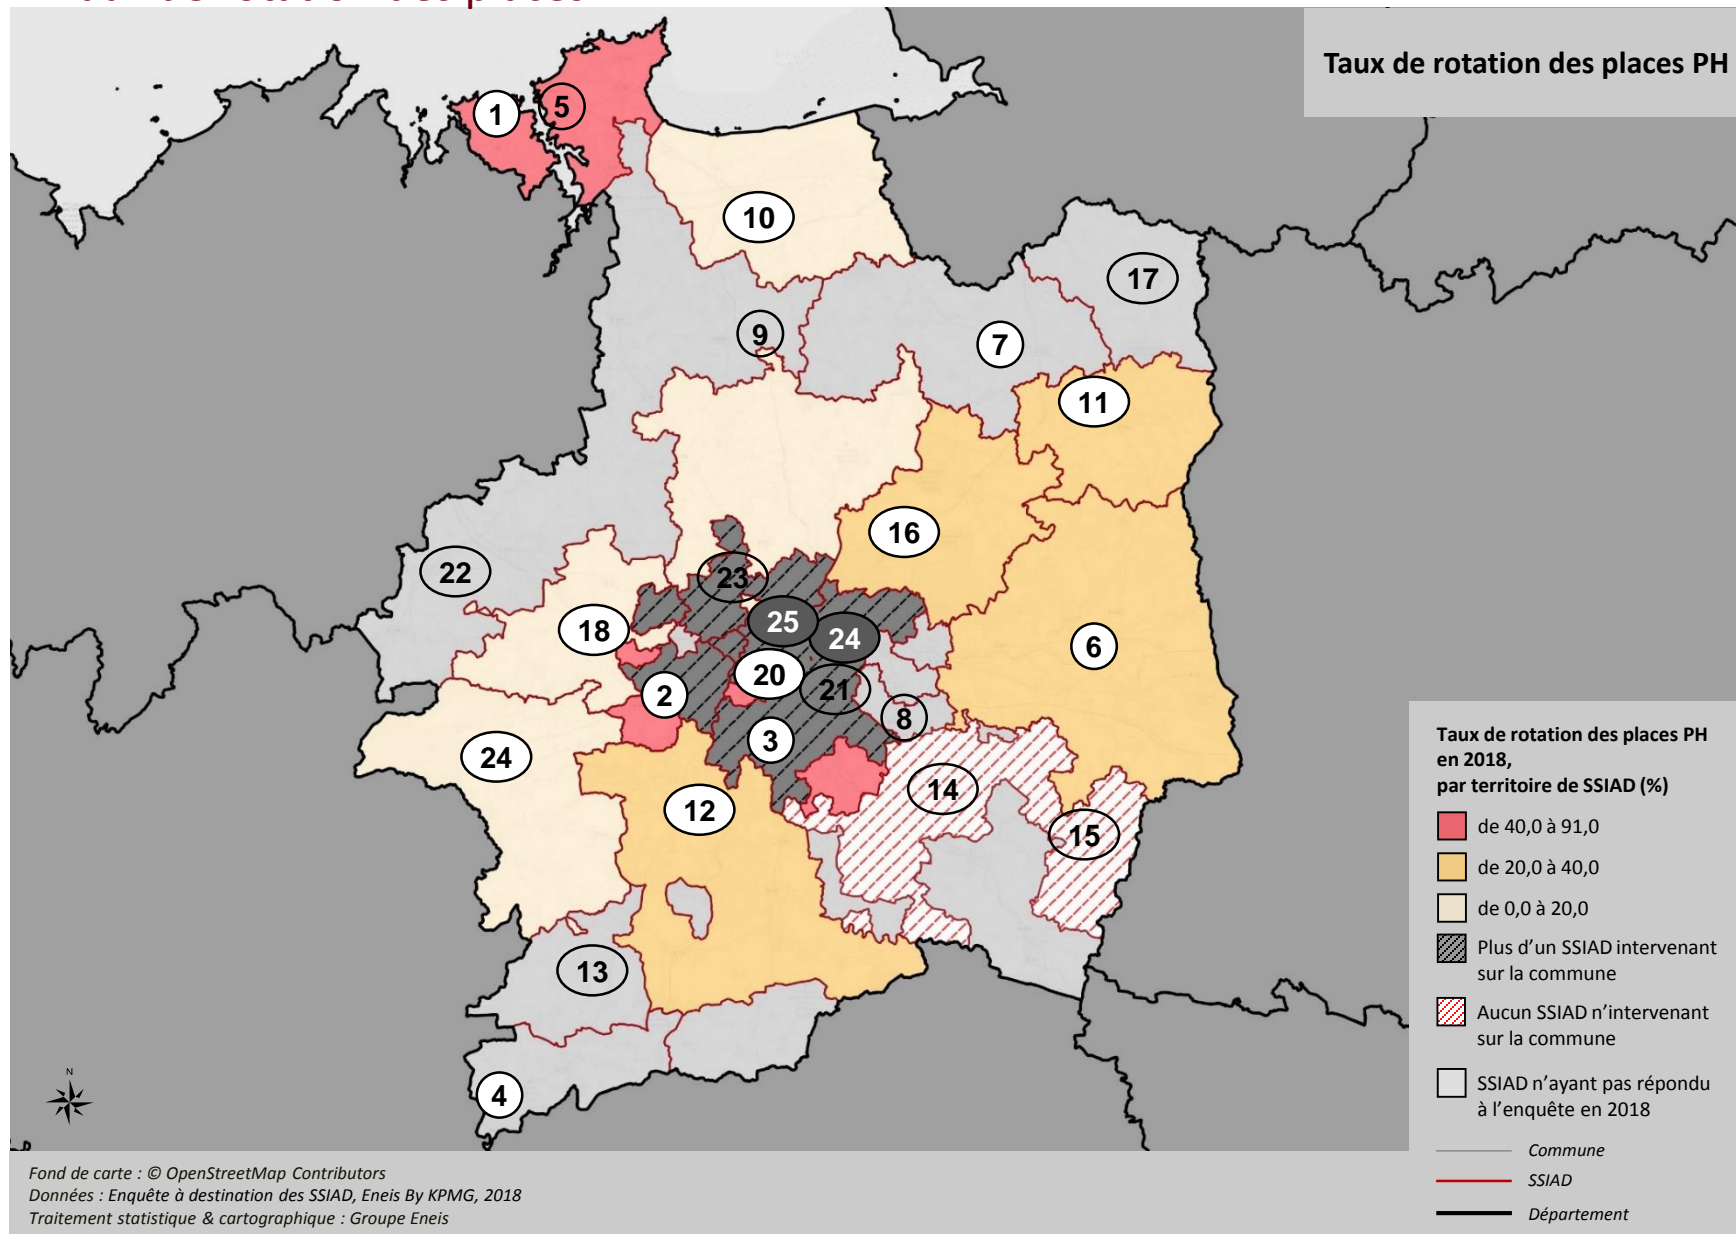 Taux de rotation des places PH
1
5
10
17
9
7
11
16
22
23
18
25
24
20
21
2
6
8
3
24
14
12
15
13
4
N
Taux de rotation des places PH
en 2018,
par territoire de SSIAD (%)
de 40,0 à 91,0
de 20,0 à 40,0
de 0,0 à 20,0
Plus d’un SSIAD intervenant
sur la commune
Aucun SSIAD n’intervenant
sur la commune
SSIAD n’ayant pas répondu
à l’enquête en 2018
Commune
SSIAD
Département
Fond de carte : © OpenStreetMap Contributors
Données : Enquête à destination des SSIAD, Eneis By KPMG, 2018
Traitement statistique & cartographique : Groupe Eneis